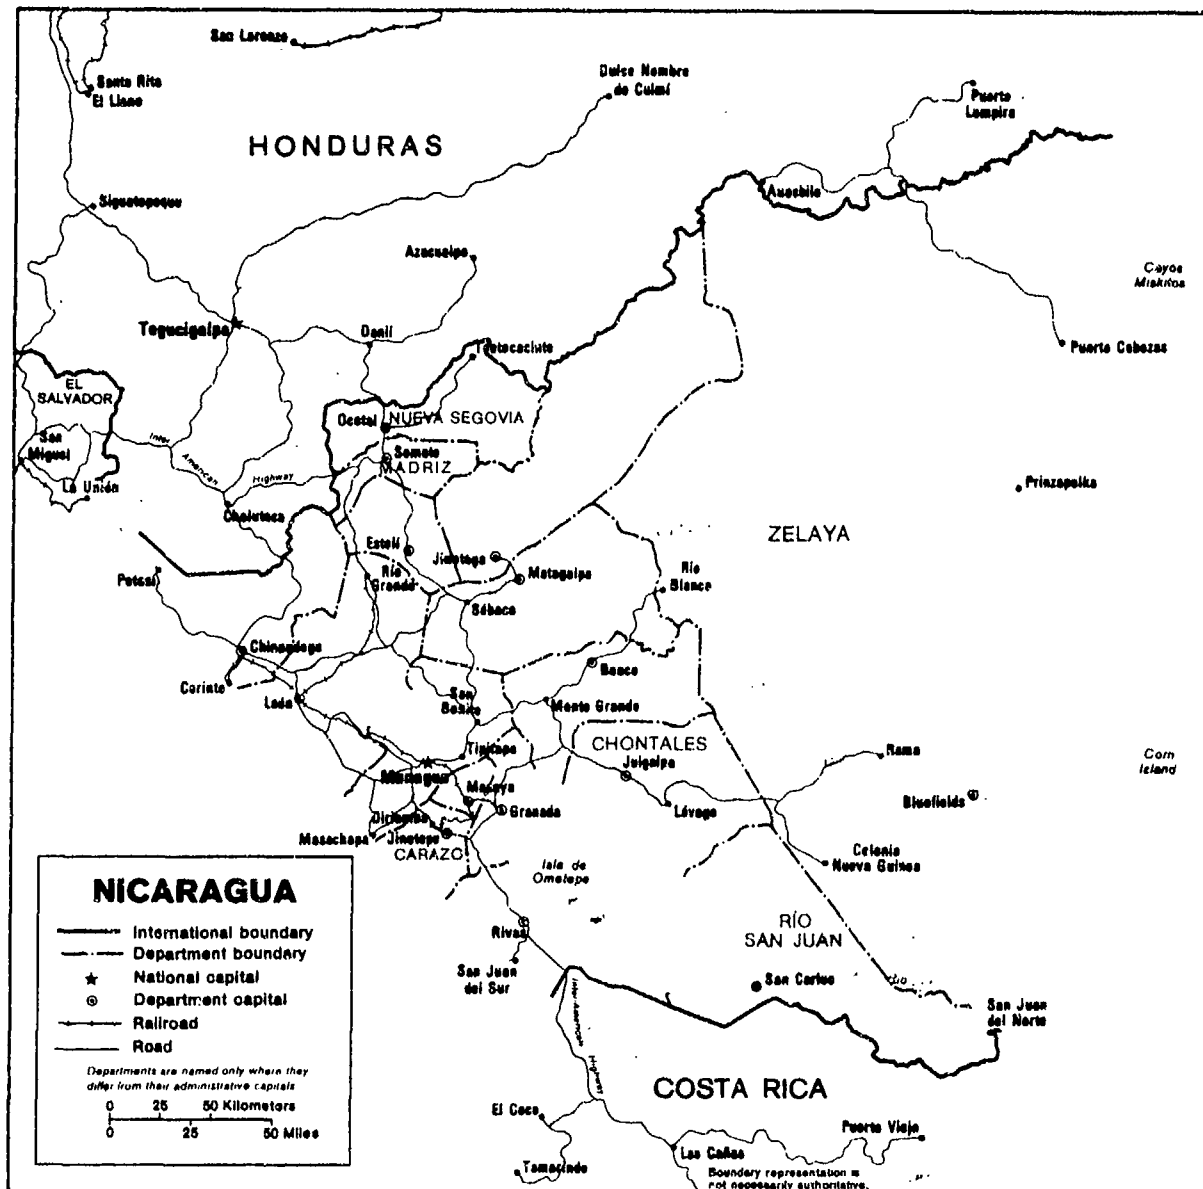 San Lorenzo
Santa Rita
El Llano
Dulce Nombre
de Culmí
Puerto
Lempira
HONDURAS
Siguatepeque
Auasbila
Azacualpa
Cayos
Miskitos
Tegucigalpa
Danlí
Teotecacinte
Puerto Cabezas
EL
SALVADOR
Ocotal
NUEVA SEGOVIA
San
Miguel
Inter
American
Highway
Somoto
MADRIZ
La Unión
Choluteca
Prinzapolka
ZELAYA
Estelí
Jinotega
Potosí
Río
Grande
Matagalpa
Río
Blanco
Sébaco
Chinandega
Boaco
Corinto
León
San
Benito
Monte Grande
CHONTALES
Juigalpa
Tipitapa
Rama
Corn
Island
Managua
Masaya
Bluefields
Granada
Lóvago
Diriamba
Masachapa
Jinotepe
CARAZO
Colonia
Nueva Guinea
Isla de
Ometepe
NICARAGUA
International boundary
Department boundary
National capital
Department capital
Railroad
Road
Departments are named only where they
differ from their administrative capitals
0 25 50 Kilometers
0 25 50 Miles
Rivas
RÍO
SAN JUAN
San Juan
del Sur
San Carlos
Río
San Juan
del Norte
Inter-American
Highway
COSTA RICA
El Coco
Puerto Viejo
Las Cañas
Tamarindo
Boundary representation is
not necessarily authoritative.